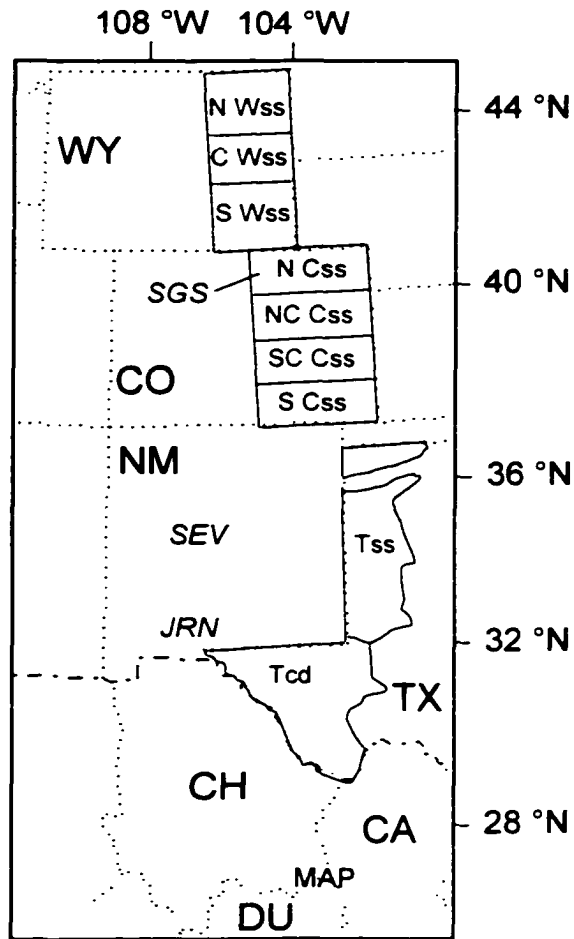 108 °W 104 °W
N Wss
44 °N
WY
C Wss
S Wss
N Css
40 °N
SGS
NC Css
SC Css
CO
S Css
NM
36 °N
SEV
Tss
JRN
32 °N
Tcd
TX
CH
28 °N
CA
MAP
DU